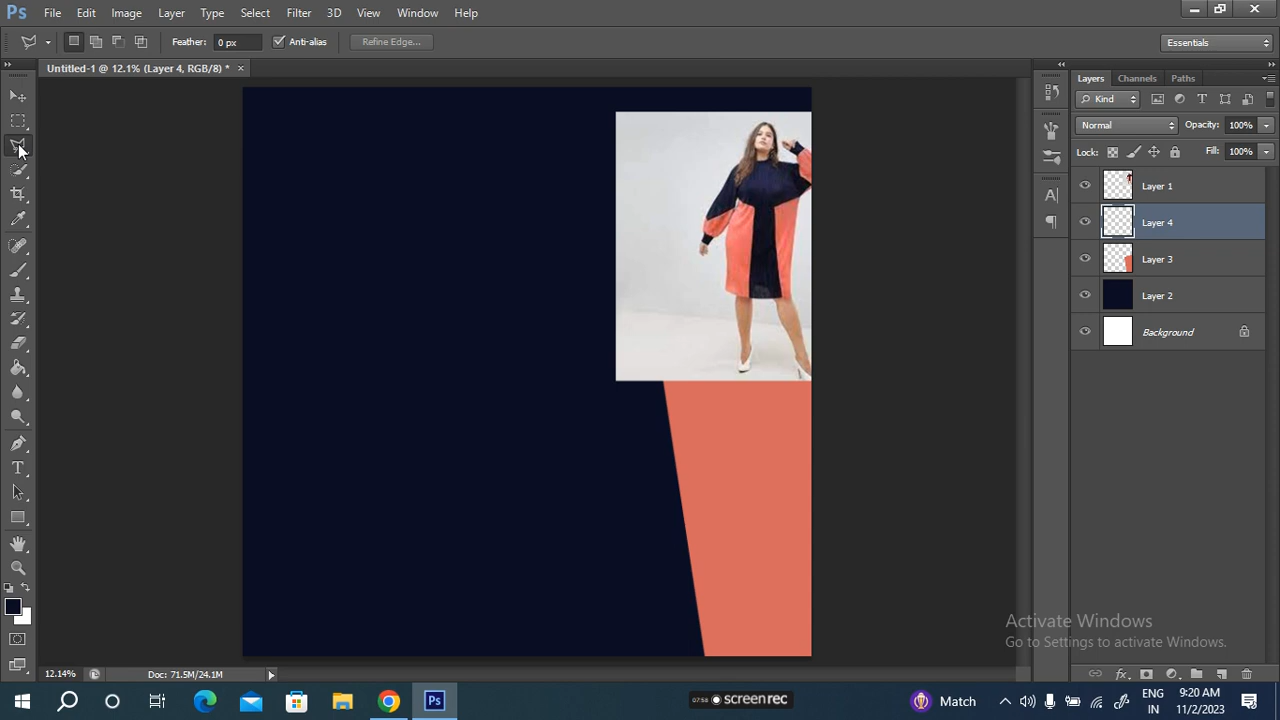 Ps File Edit Image Layer Type Select Filter 3D View Window Help
Feather: 0 px Anti-alias Refine Edge... Essentials
Untitled-1 @ 12.1% (Layer 4, RGB/8) * ×
Layers Channels Paths
Kind
Normal Opacity: 100%
Lock: Fill: 100%
Layer 1
Layer 4
Layer 3
Layer 2
Background
Activate Windows
Go to Settings to activate Windows.
12.14% Doc: 71.5M/24.1M
Ps 07:58 screenrec Match ENG 9:20 AM
IN 11/2/2023